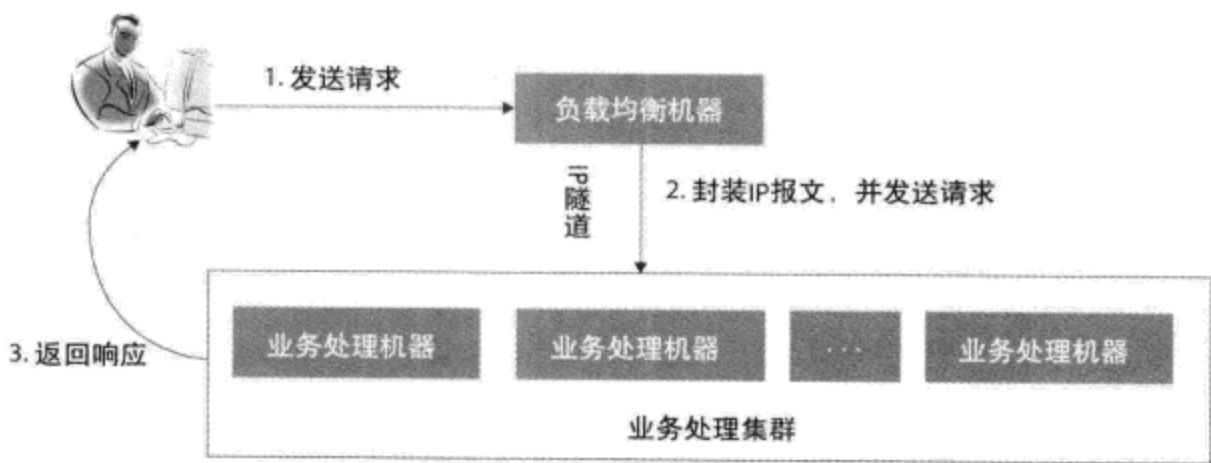 1. 发送请求
负载均衡机器
IP隧道
2. 封装IP报文，并发送请求
3. 返回响应
业务处理机器
业务处理机器
...
业务处理机器
业务处理集群